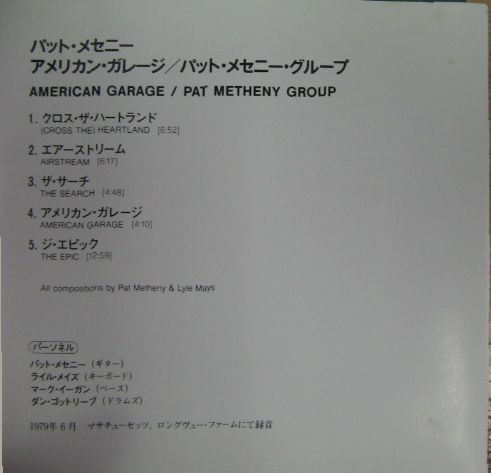 パット・メセニー
アメリカン・ガレージ／パット・メセニー・グループ
AMERICAN GARAGE / PAT METHENY GROUP
1. クロス・ザ・ハートランド
(CROSS THE) HEARTLAND [6:52]
2. エアーストリーム
AIRSTREAM [6:17]
3. ザ・サーチ
THE SEARCH [4:48]
4. アメリカン・ガレージ
AMERICAN GARAGE [4:10]
5. ジ・エピック
THE EPIC [12:59]
All compositions by Pat Metheny & Lyle Mays
パーソネル
パット・メセニー（ギター）
ライル・メイズ（キーボード）
マーク・イーガン（ベース）
ダン・ゴットリーブ（ドラムズ）
1979年6月 マサチューセッツ、ロングヴュー・ファームにて録音